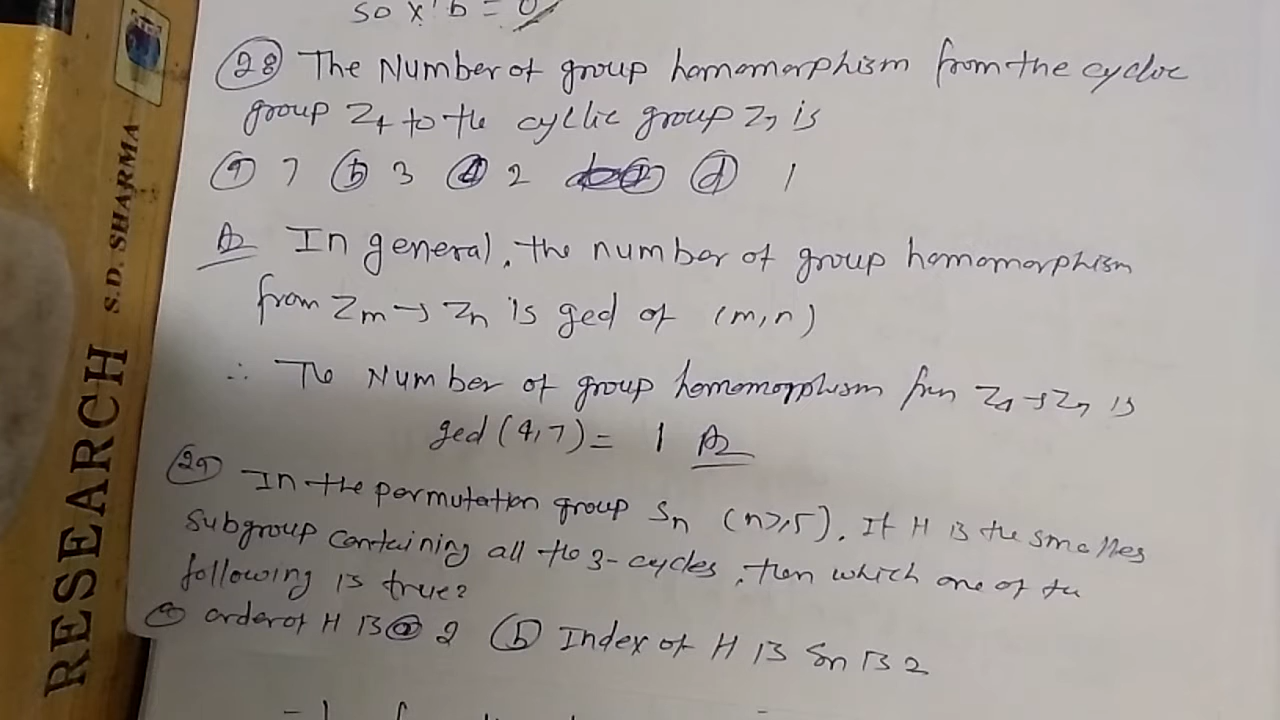 so x'b = 0
(28) The Number of group homomorphism from the cyclic
group Z4 to the cyclic group Z7 is
(a) 7 (b) 3 (c) 2 (d) 1
A In general, the number of group homomorphism
from Zm → Zn is gcd of (m,n)
∴ The Number of group homomorphism from Z4 → Z7 is
gcd (4,7) = 1 A
(29) In the permutation group Sn (n≥5). If H is the smalles
subgroup containing all the 3-cycles, then which one of the
following is true?
(a) order of H is 2 (b) Index of H is Sn is 2
RESEARCH S.D. SHARMA